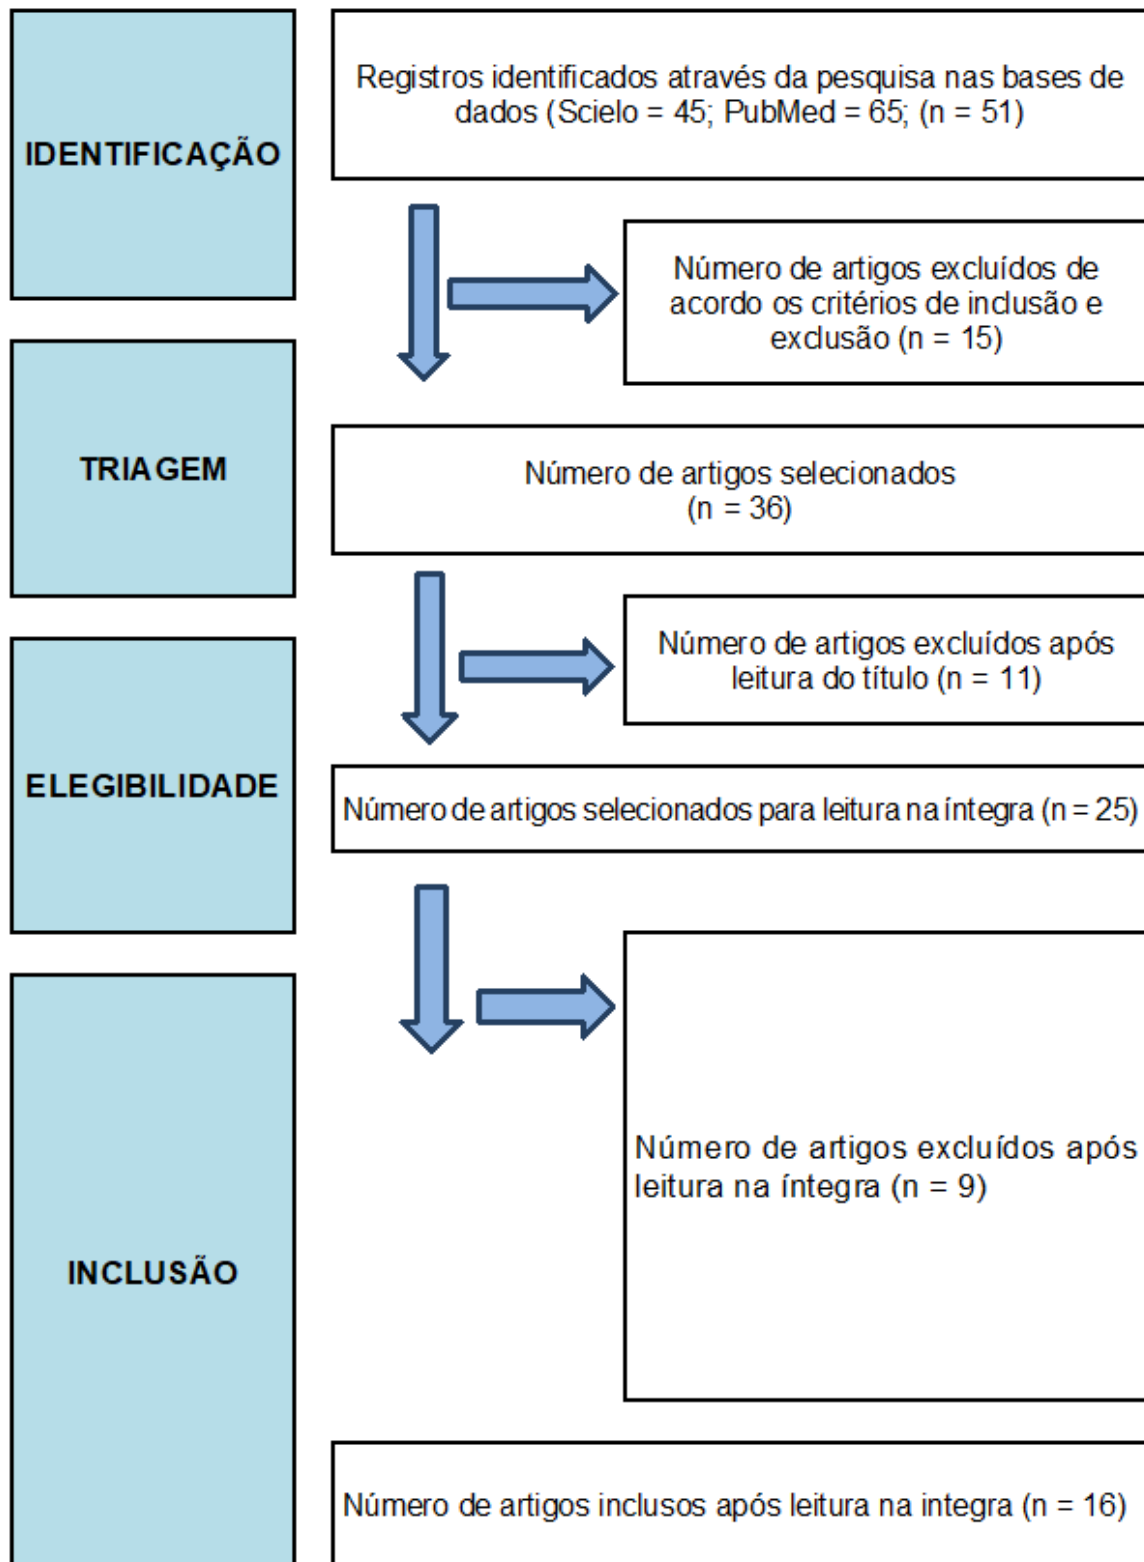 IDENTIFICAÇÃO
Registros identificados através da pesquisa nas bases de
dados (Scielo = 45; PubMed = 65; (n = 51)
Número de artigos excluídos de
acordo os critérios de inclusão e
exclusão (n = 15)
TRIAGEM
Número de artigos selecionados
(n = 36)
Número de artigos excluídos após
leitura do título (n = 11)
ELEGIBILIDADE
Número de artigos selecionados para leitura na íntegra (n = 25)
Número de artigos excluídos após
leitura na íntegra (n = 9)
INCLUSÃO
Número de artigos inclusos após leitura na integra (n = 16)